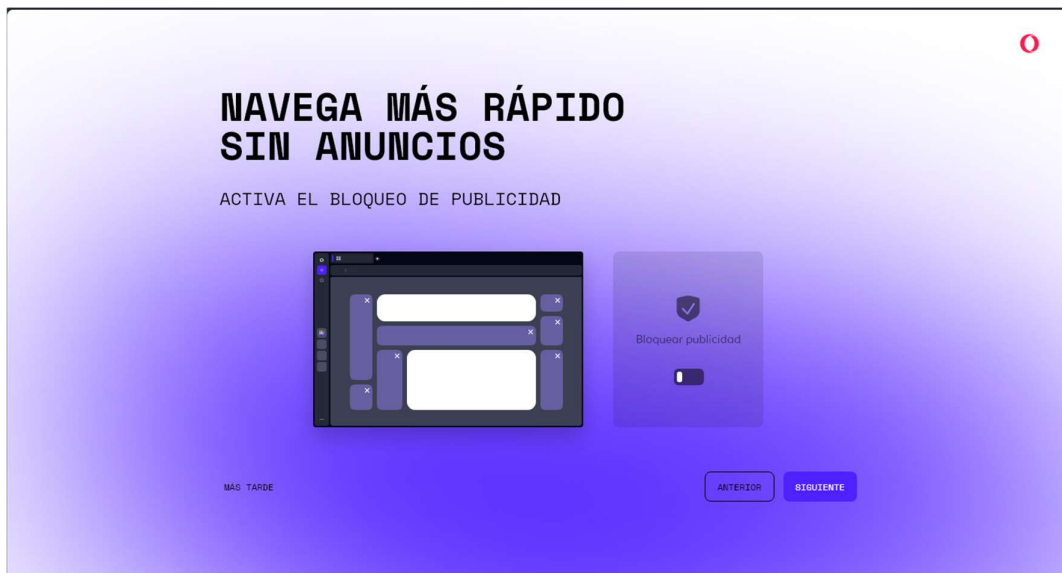 NAVEGA MÁS RÁPIDO
SIN ANUNCIOS
ACTIVA EL BLOQUEO DE PUBLICIDAD
Bloquear publicidad
MÁS TARDE
ANTERIOR
SIGUIENTE